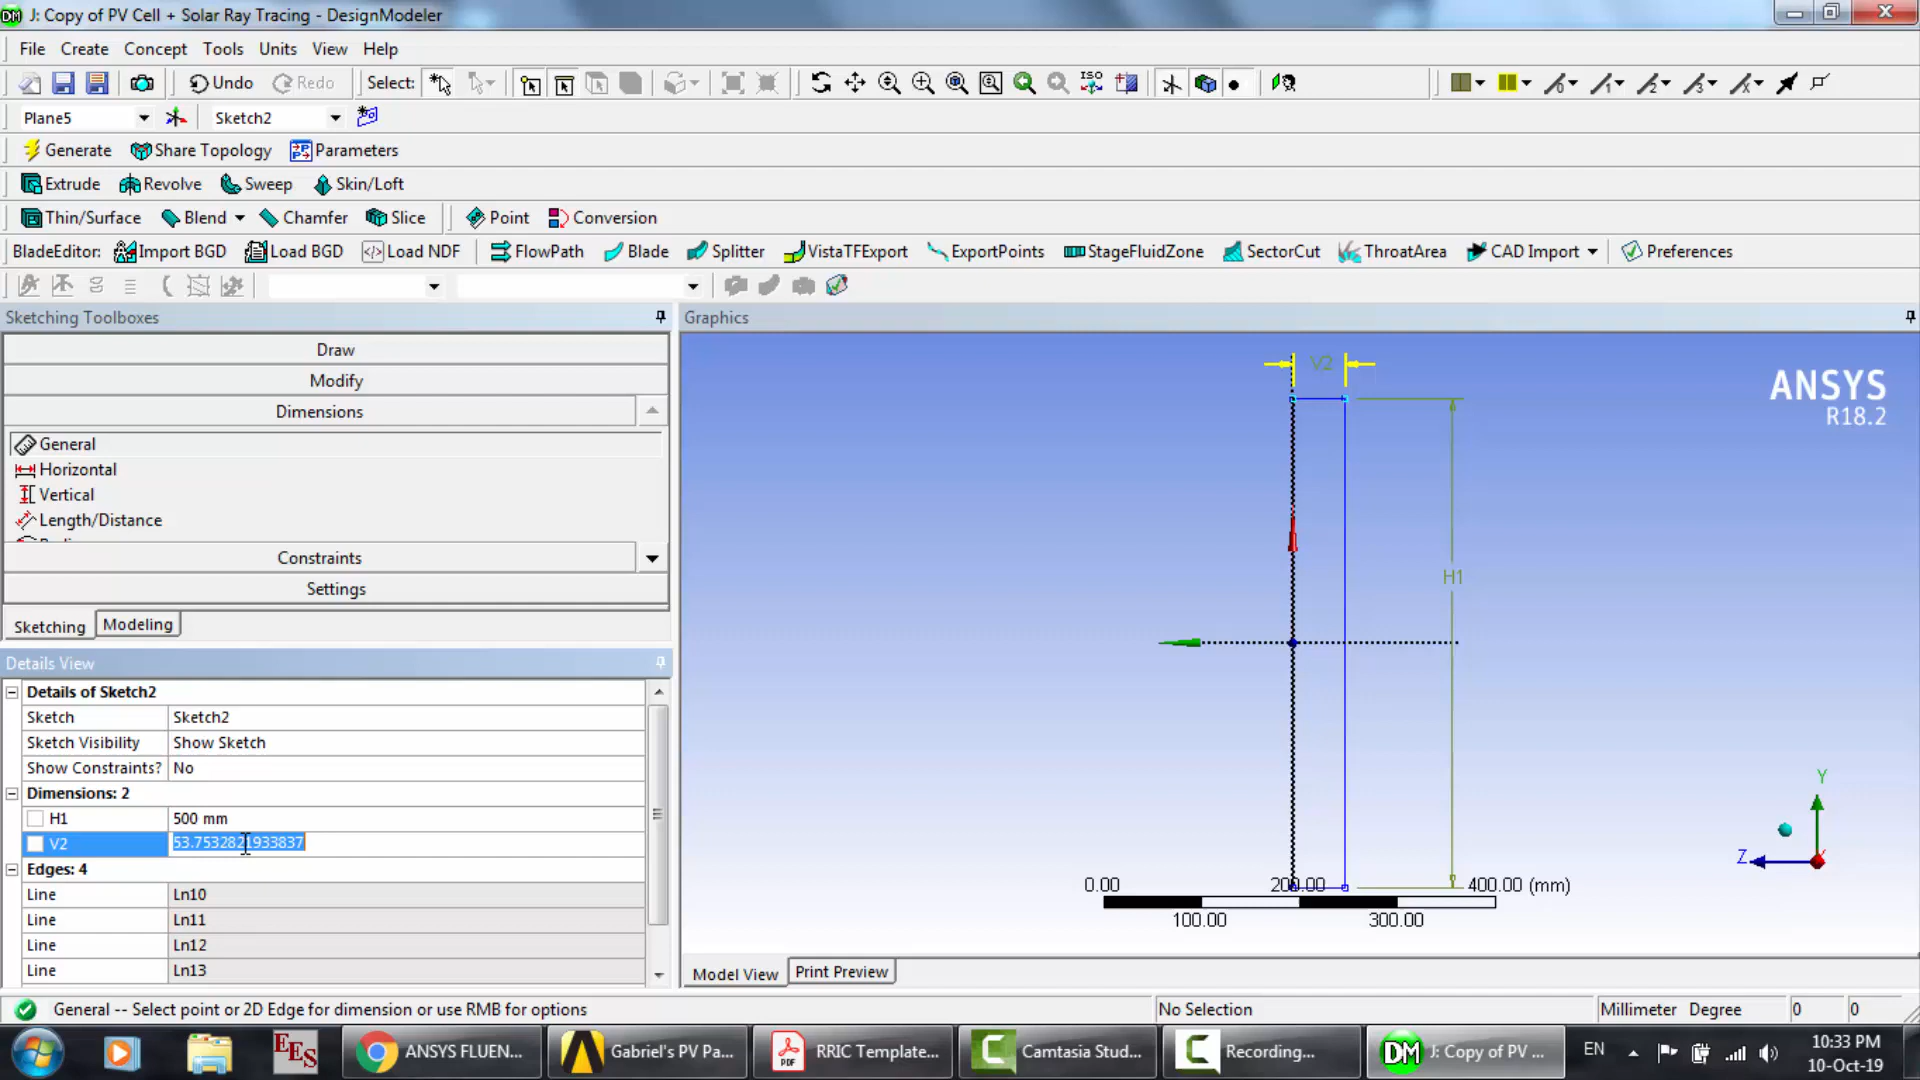 J: Copy of PV Cell + Solar Ray Tracing - DesignModeler
File Create Concept Tools Units View Help
Undo Redo Select: ISO
Plane5 Sketch2
Generate Share Topology Parameters
Extrude Revolve Sweep Skin/Loft
Thin/Surface Blend Chamfer Slice Point Conversion
BladeEditor: Import BGD Load BGD Load NDF FlowPath Blade Splitter VistaTFExport ExportPoints StageFluidZone SectorCut ThroatArea CAD Import Preferences
Sketching Toolboxes
Draw
Modify
Dimensions
General
Horizontal
Vertical
Length/Distance
Constraints
Settings
Sketching Modeling
Details View
Details of Sketch2
Sketch Sketch2
Sketch Visibility Show Sketch
Show Constraints? No
Dimensions: 2
H1 500 mm
V2 53.7532821933837
Edges: 4
Line Ln10
Line Ln11
Line Ln12
Line Ln13
Graphics
V2
ANSYS
R18.2
H1
Y
Z
0.00 200.00 400.00 (mm)
100.00 300.00
Model View Print Preview
General -- Select point or 2D Edge for dimension or use RMB for options No Selection Millimeter Degree 0 0
EES ANSYS FLUEN... Gabriel's PV Pa... PDF RRIC Template... Camtasia Stud... Recording... DM J: Copy of PV ... EN 10:33 PM
10-Oct-19